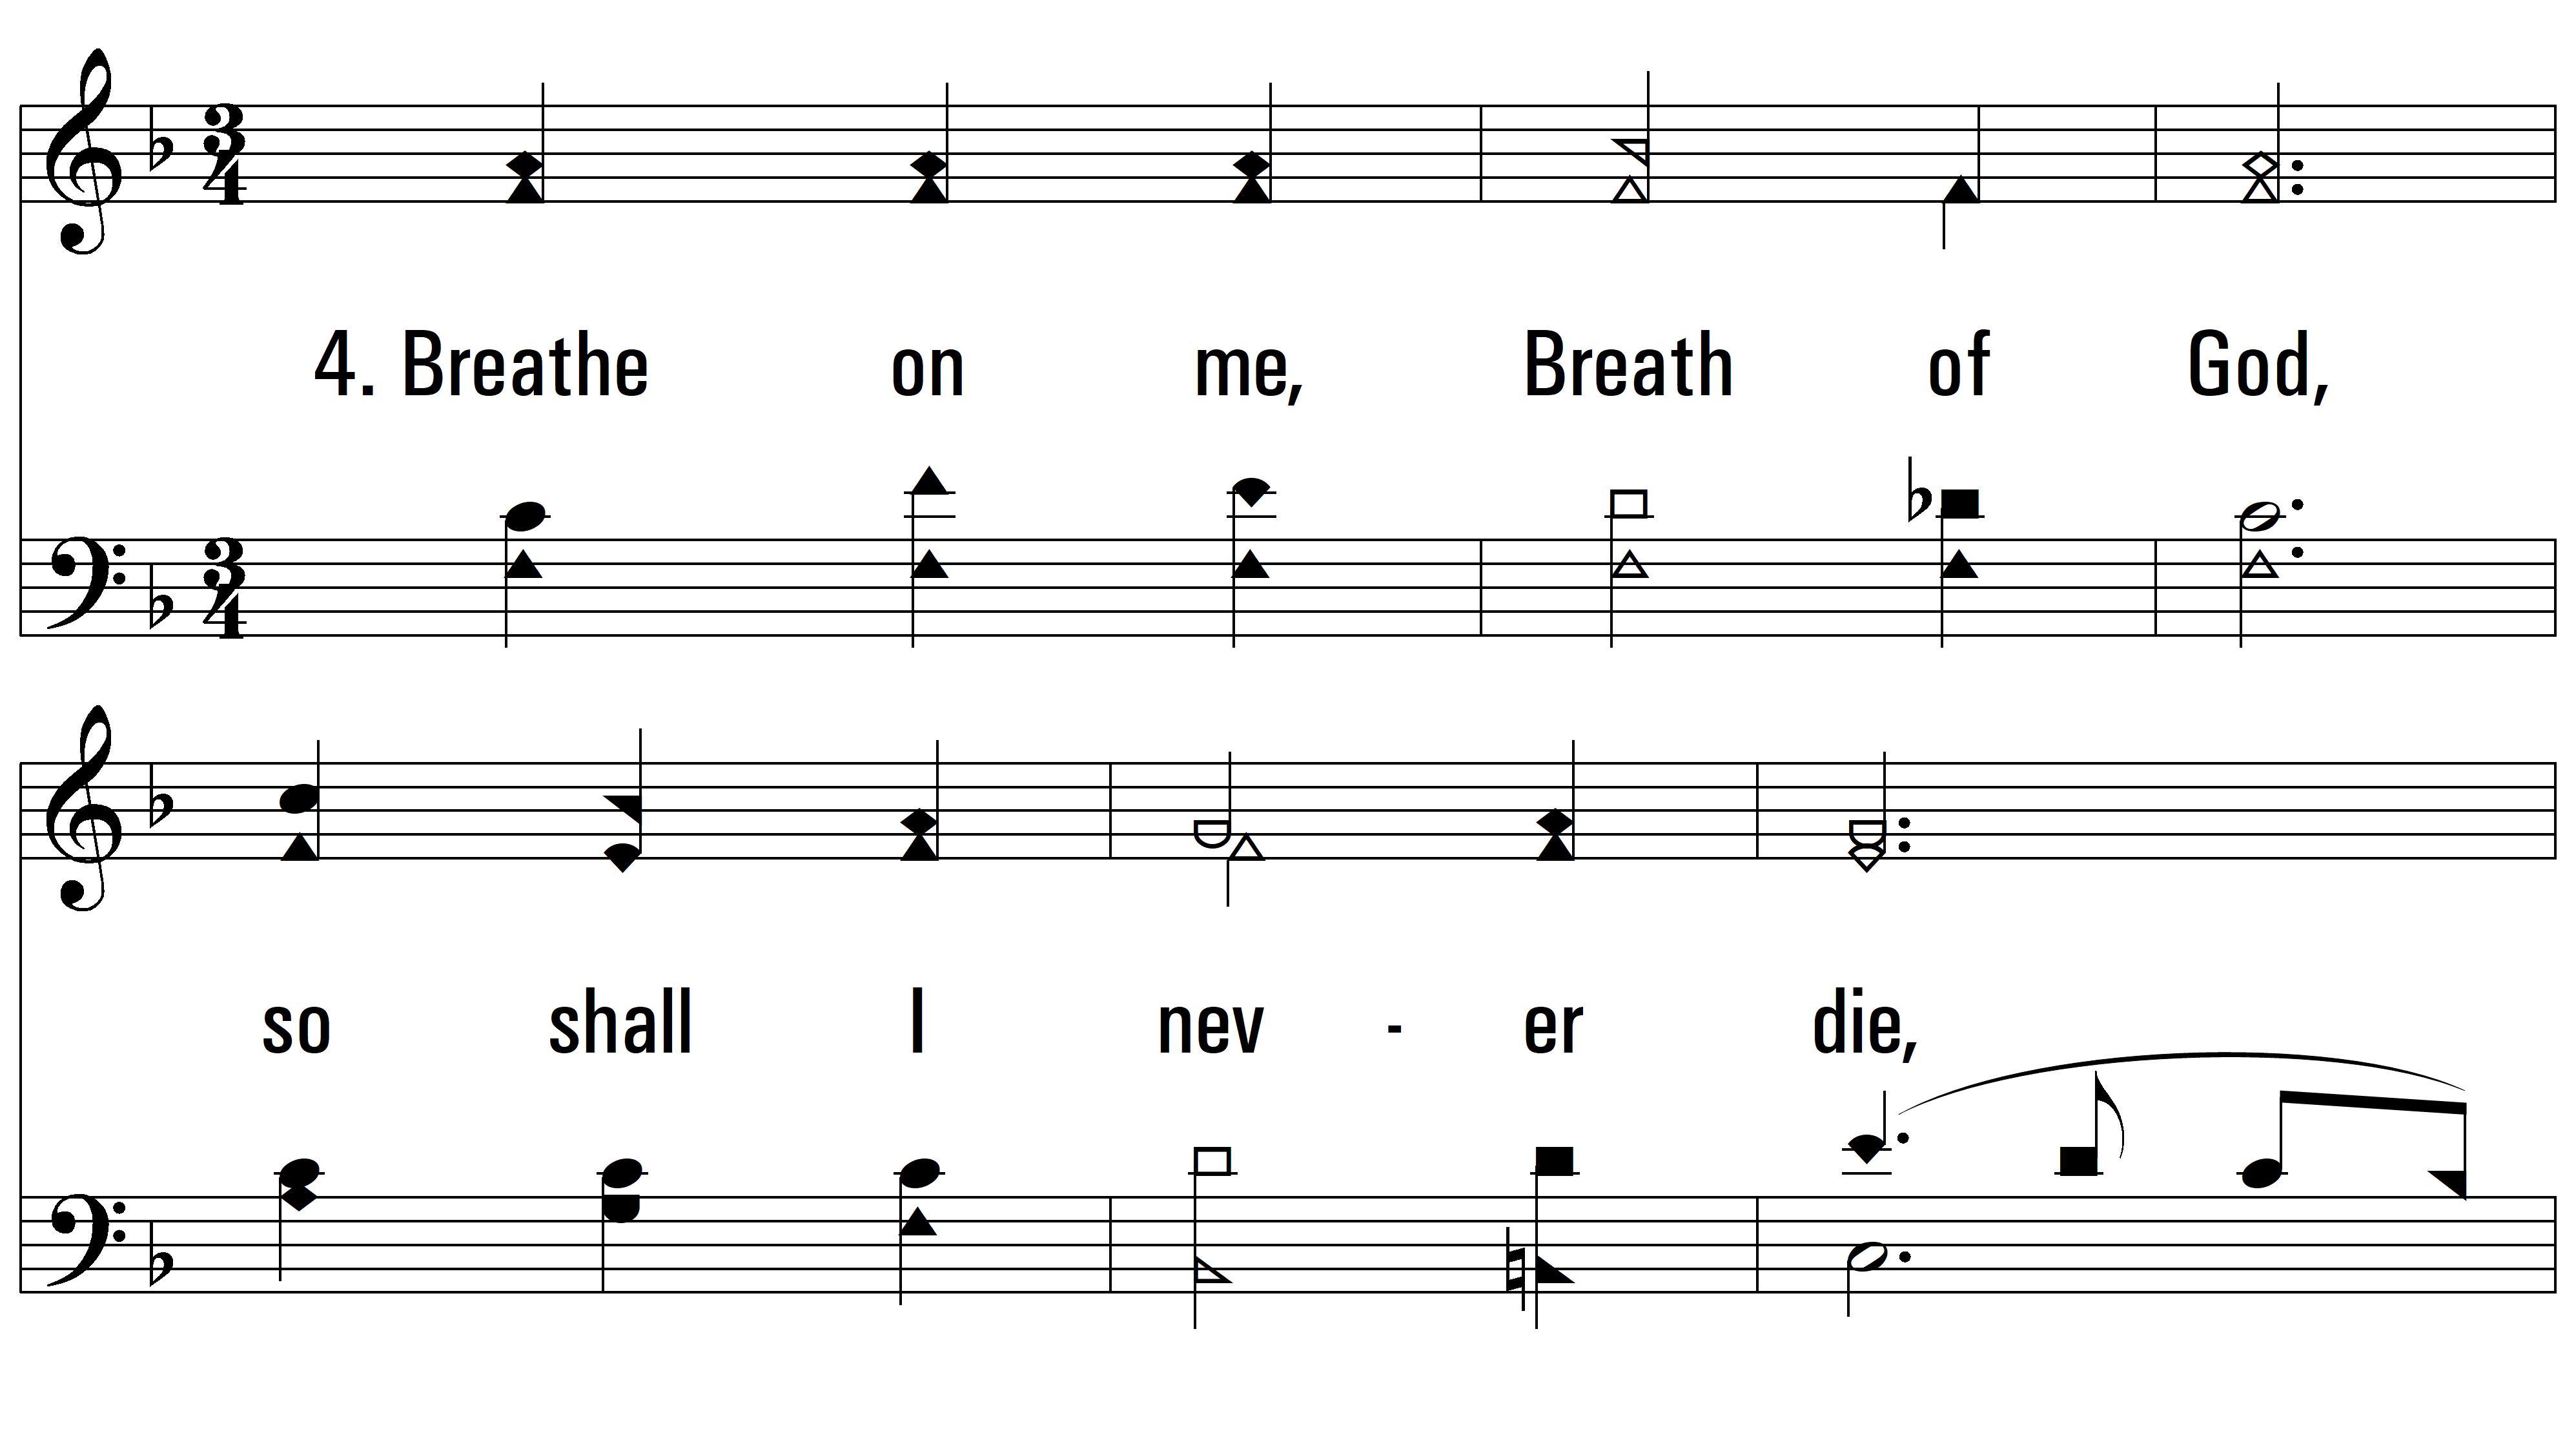 4. Breathe on me, Breath of God,
so shall I nev - er die,